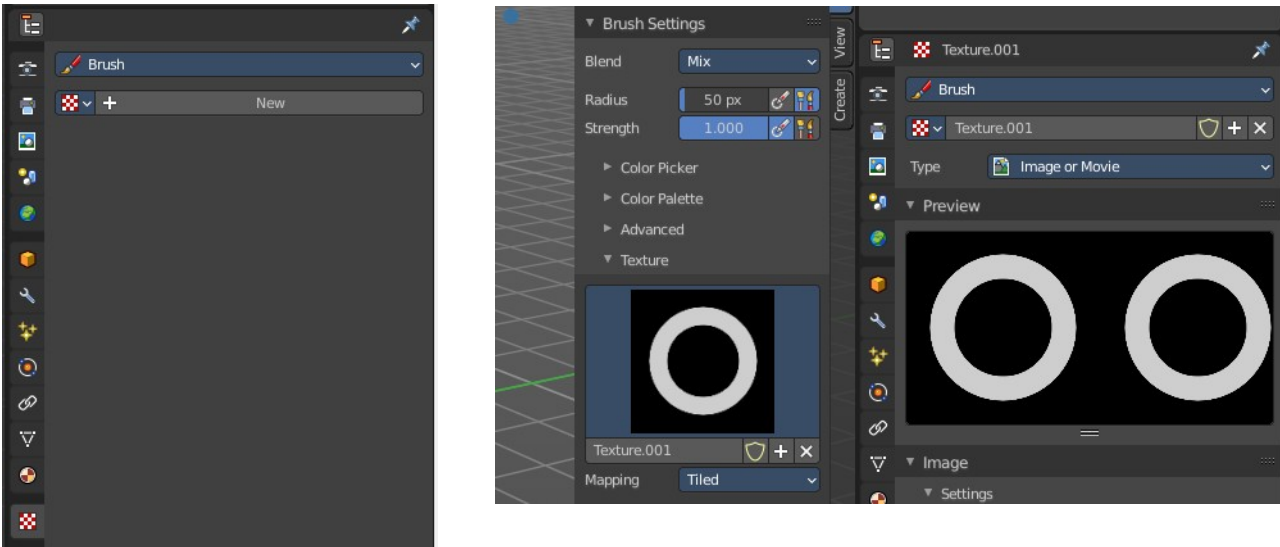 Brush
New
Brush Settings
Blend
Mix
Radius
50 px
Strength
1.000
Color Picker
Color Palette
Advanced
Texture
Texture.001
Mapping
Tiled
View
Create
Texture.001
Brush
Texture.001
Type
Image or Movie
Preview
Image
Settings